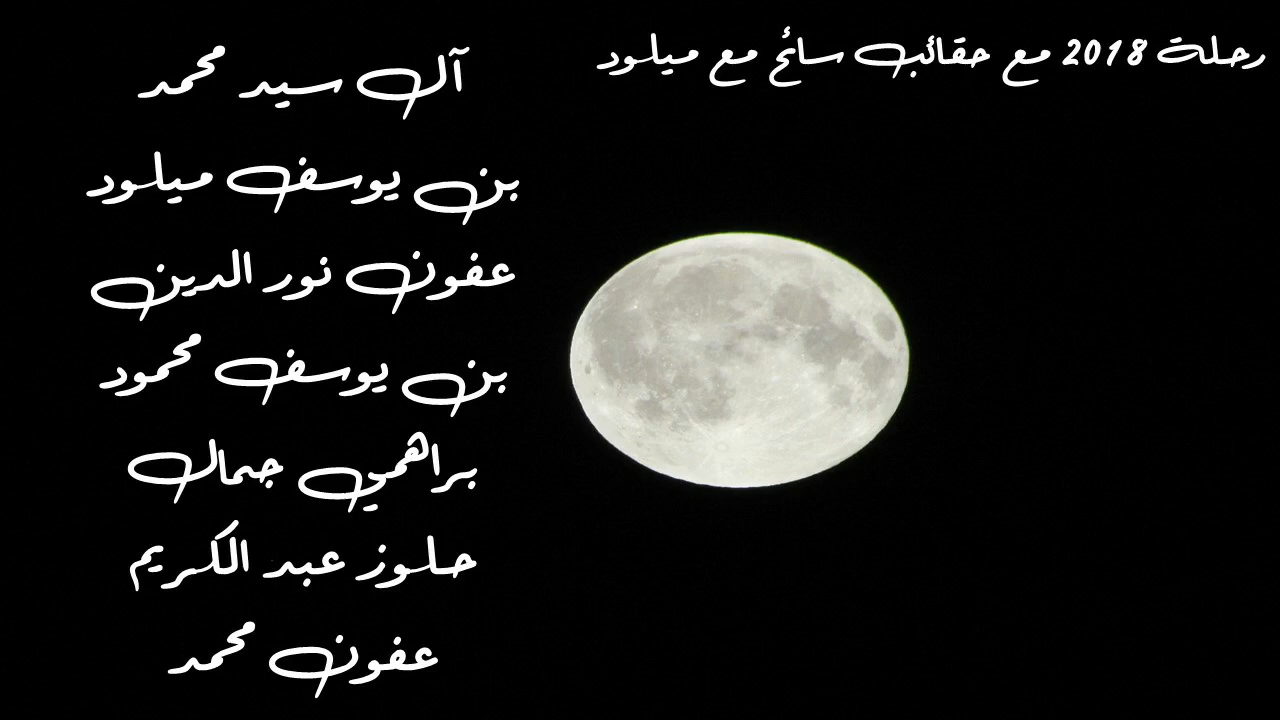 رحلة 2018 مع حقائب سائح مع ميلود
آل سيد محمد
بن يوسف ميلود
عفون نور الدين
بن يوسف محمود
براهمي جمال
حلوز عبد الكريم
عفون محمد